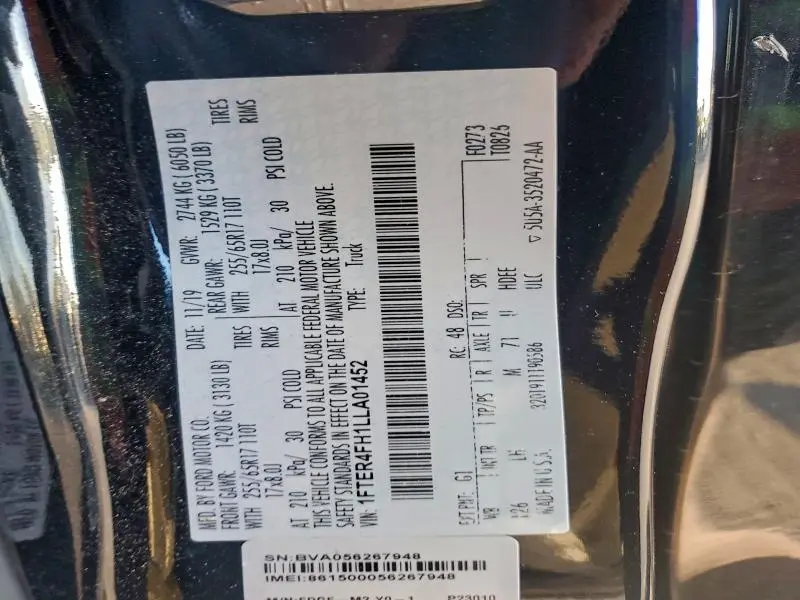 MFD. BY FORD MOTOR CO.
DATE: 11/19 GVWR: 2744 KG ( 6050 LB)
FRONT GAWR: 1420 KG ( 3130 LB) REAR GAWR: 1529 KG ( 3370 LB)
WITH 255/65R17 110T TIRES WITH 255/65R17 110T TIRES
17x8.0J RIMS 17x8.0J RIMS
AT 210 kPa/ 30 PSI COLD AT 210 kPa/ 30 PSI COLD
THIS VEHICLE CONFORMS TO ALL APPLICABLE FEDERAL MOTOR VEHICLE
SAFETY STANDARDS IN EFFECT ON THE DATE OF MANUFACTURE SHOWN ABOVE.
VIN: 1FTER4FH1LLA01452 TYPE: Truck
EXT PNT: G1 RC: 48 DSO: F0273
WB INT TR TP/PS R AXLE TR SPR T0826
126 LH M 71 HDEE
MADE IN U.S.A. 3201911190586 ULC 5U5A-3520472-AA
SN:BVA056267948
IMEI:861500056267948
P23010